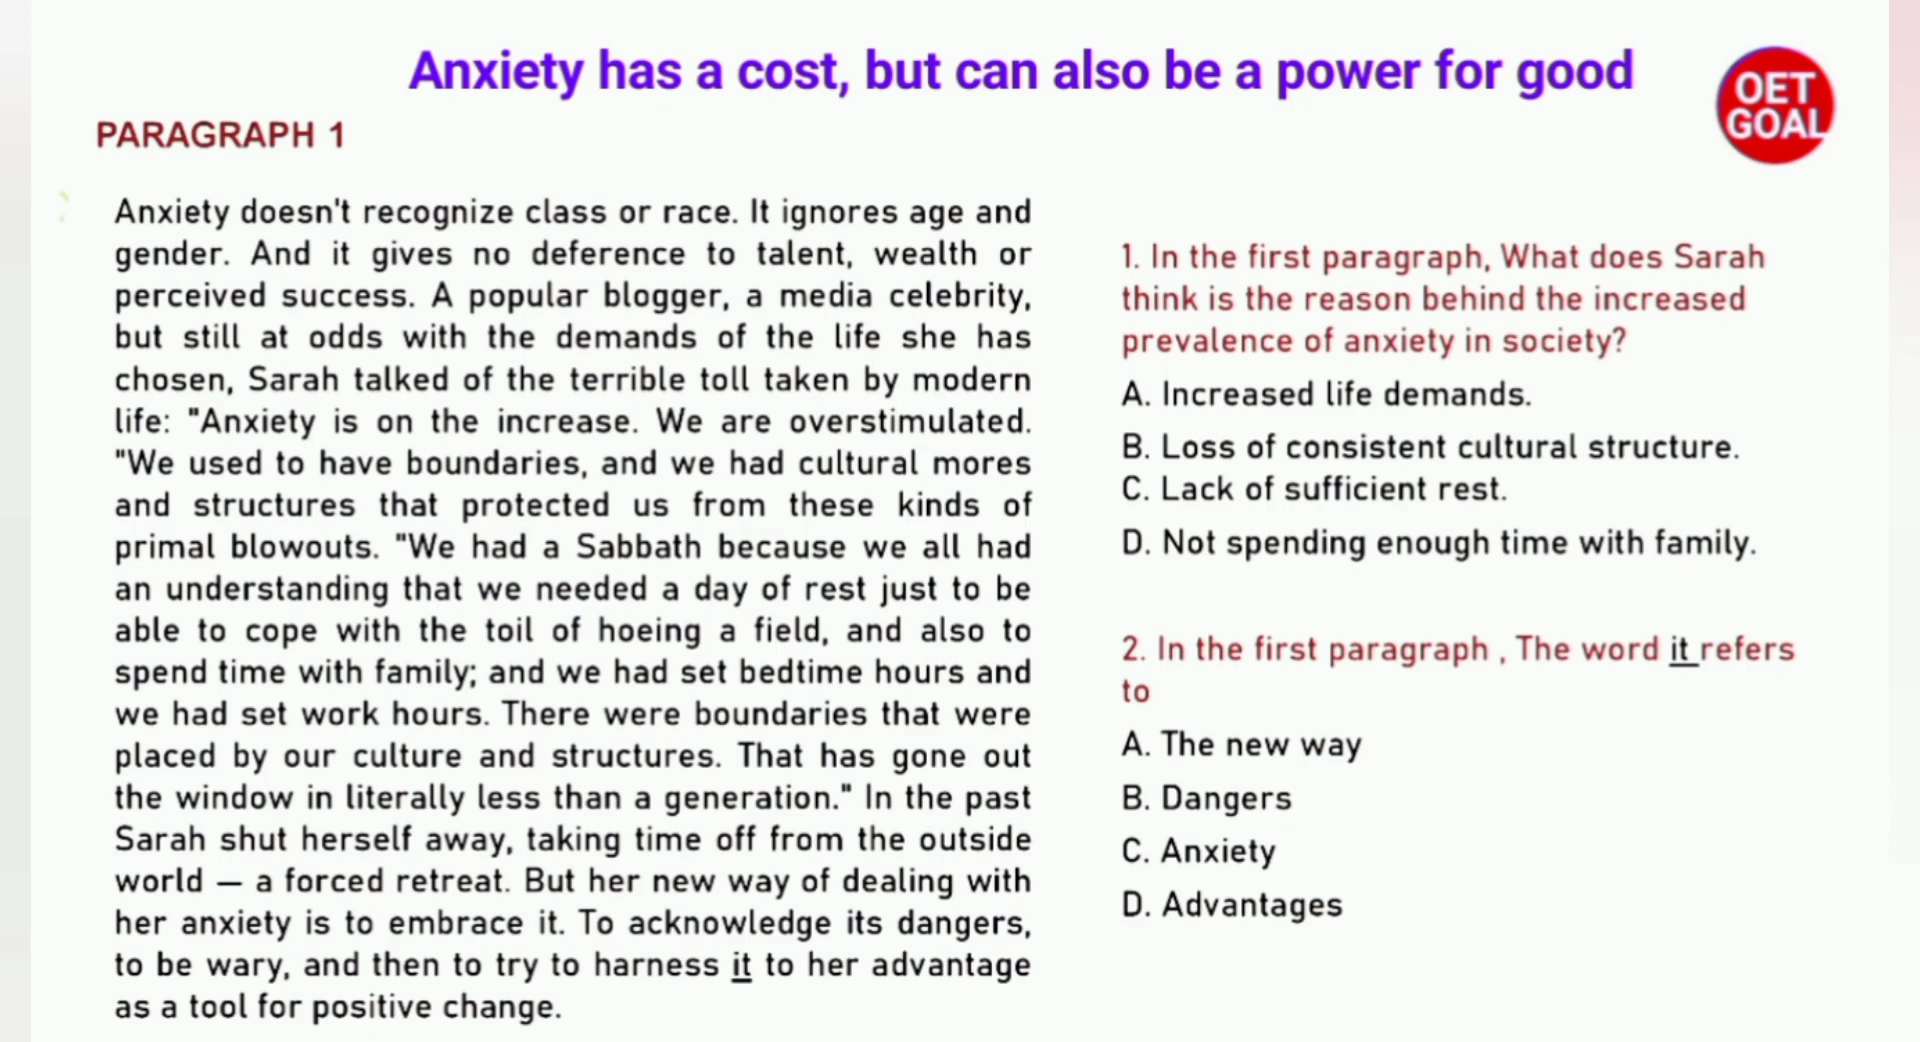 Anxiety has a cost, but can also be a power for good
OET
GOAL
PARAGRAPH 1
Anxiety doesn't recognize class or race. It ignores age and
gender. And it gives no deference to talent, wealth or
perceived success. A popular blogger, a media celebrity,
but still at odds with the demands of the life she has
chosen, Sarah talked of the terrible toll taken by modern
life: "Anxiety is on the increase. We are overstimulated.
"We used to have boundaries, and we had cultural mores
and structures that protected us from these kinds of
primal blowouts. "We had a Sabbath because we all had
an understanding that we needed a day of rest just to be
able to cope with the toil of hoeing a field, and also to
spend time with family; and we had set bedtime hours and
we had set work hours. There were boundaries that were
placed by our culture and structures. That has gone out
the window in literally less than a generation." In the past
Sarah shut herself away, taking time off from the outside
world — a forced retreat. But her new way of dealing with
her anxiety is to embrace it. To acknowledge its dangers,
to be wary, and then to try to harness it to her advantage
as a tool for positive change.
1. In the first paragraph, What does Sarah
think is the reason behind the increased
prevalence of anxiety in society?
A. Increased life demands.
B. Loss of consistent cultural structure.
C. Lack of sufficient rest.
D. Not spending enough time with family.
2. In the first paragraph , The word it refers
to
A. The new way
B. Dangers
C. Anxiety
D. Advantages